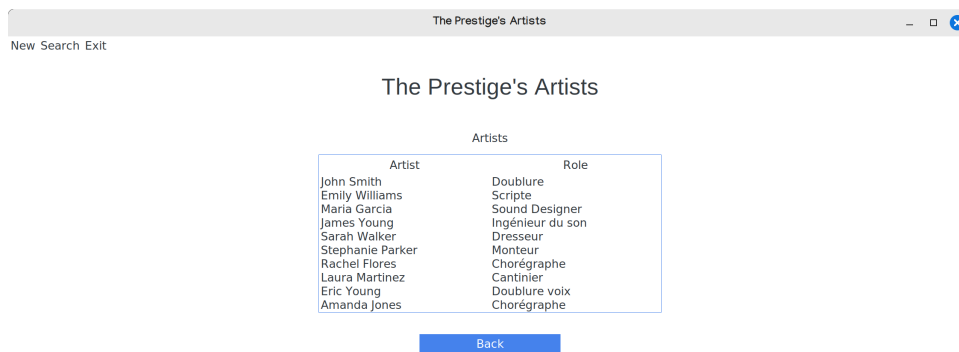 The Prestige's Artists
New Search Exit
The Prestige's Artists
Artists
Artist Role
John Smith Doublure
Emily Williams Scripte
Maria Garcia Sound Designer
James Young Ingénieur du son
Sarah Walker Dresseur
Stephanie Parker Monteur
Rachel Flores Chorégraphe
Laura Martinez Cantinier
Eric Young Doublure voix
Amanda Jones Chorégraphe
Back